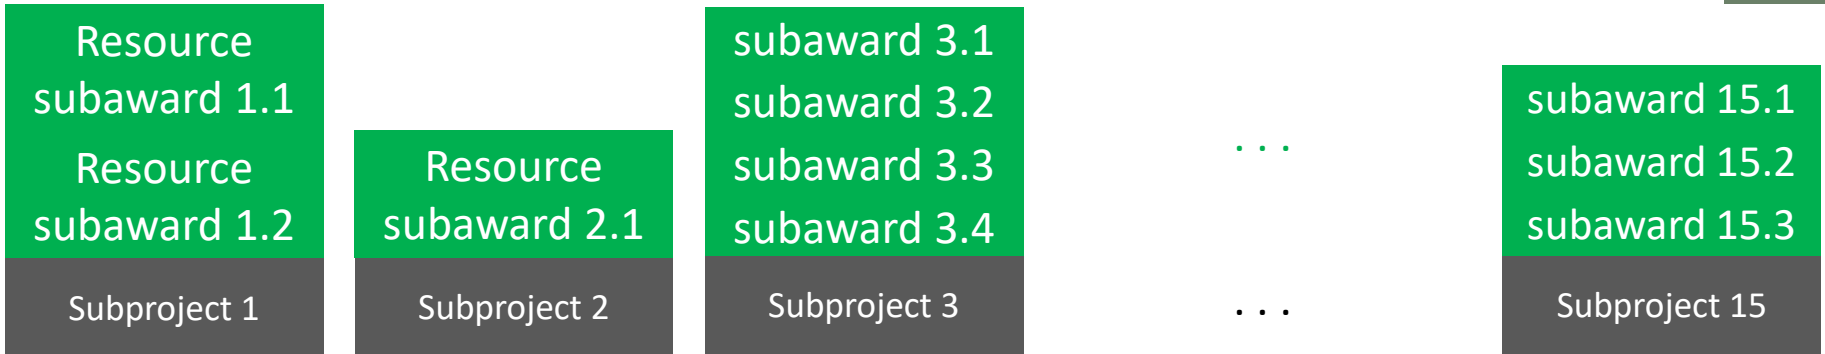 Resource
subaward 1.1
Resource
subaward 1.2
Subproject 1
Resource
subaward 2.1
Subproject 2
subaward 3.1
subaward 3.2
subaward 3.3
subaward 3.4
Subproject 3
. . .
. . .
subaward 15.1
subaward 15.2
subaward 15.3
Subproject 15